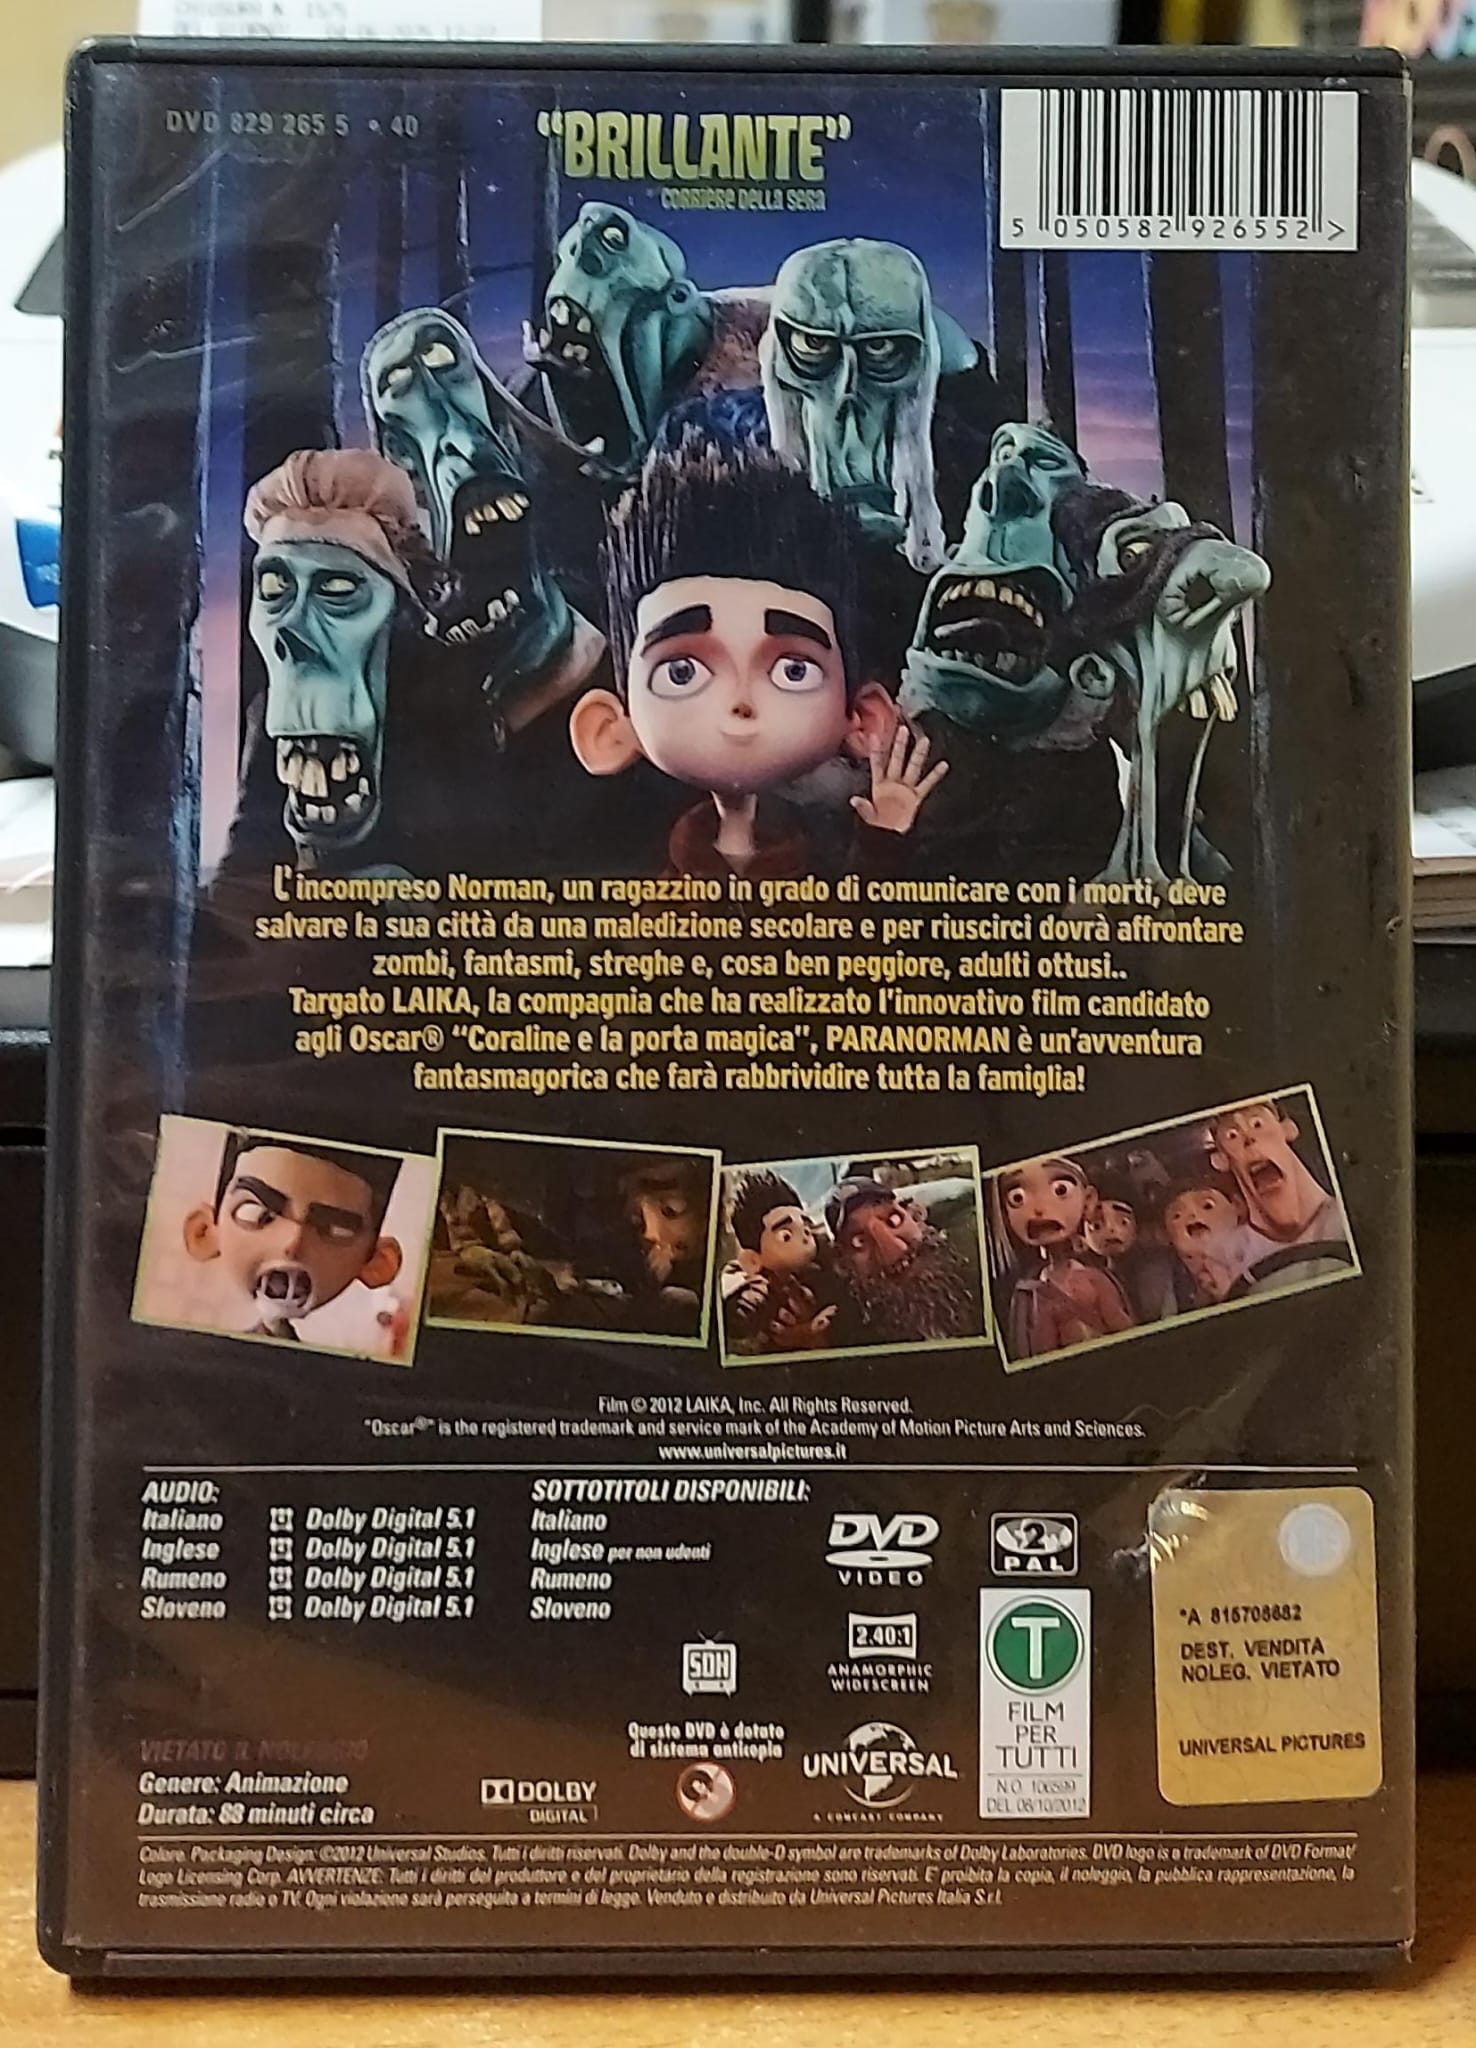 DVD 829 265 5 • 40
"BRILLANTE"
CORRIERE DELLA SERA
5 050582 926552 >
L'incompreso Norman, un ragazzino in grado di comunicare con i morti, deve
salvare la sua città da una maledizione secolare e per riuscirci dovrà affrontare
zombi, fantasmi, streghe e, cosa ben peggiore, adulti ottusi..
Targato LAIKA, la compagnia che ha realizzato l'innovativo film candidato
agli Oscar® "Coraline e la porta magica", PARANORMAN è un'avventura
fantasmagorica che farà rabbrividire tutta la famiglia!
Film © 2012 LAIKA, Inc. All Rights Reserved.
"Oscar®" is the registered trademark and service mark of the Academy of Motion Picture Arts and Sciences.
www.universalpictures.it
AUDIO:
Italiano Dolby Digital 5.1
Inglese Dolby Digital 5.1
Rumeno Dolby Digital 5.1
Sloveno Dolby Digital 5.1
SOTTOTITOLI DISPONIBILI:
Italiano
Inglese per non udenti
Rumeno
Sloveno
DVD
VIDEO
2
PAL
SDH
2.40:1
ANAMORPHIC
WIDESCREEN
T
FILM
PER
TUTTI
N.O. 106599
DEL 08/10/2012
*A 815708682
DEST. VENDITA
NOLEG. VIETATO
UNIVERSAL PICTURES
VIETATO IL NOLEGGIO
Genere: Animazione
Durata: 88 minuti circa
DOLBY
DIGITAL
Questo DVD è dotato
di sistema anticopia
UNIVERSAL
A COMCAST COMPANY
Colore. Packaging Design: ©2012 Universal Studios. Tutti i diritti riservati. Dolby and the double-D symbol are trademarks of Dolby Laboratories. DVD logo is a trademark of DVD Format/
Logo Licensing Corp. AVVERTENZE: Tutti i diritti del produttore e del proprietario della registrazione sono riservati. E' proibita la copia, il noleggio, la pubblica rappresentazione, la
trasmissione radio o TV. Ogni violazione sarà perseguita a termini di legge. Venduto e distribuito da Universal Pictures Italia S.r.l.